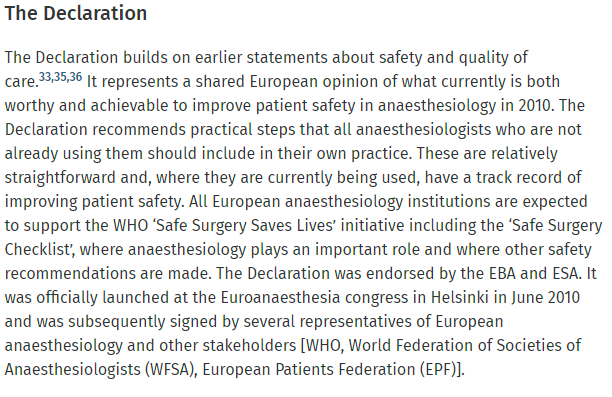 The Declaration
The Declaration builds on earlier statements about safety and quality of
care.33,35,36 It represents a shared European opinion of what currently is both
worthy and achievable to improve patient safety in anaesthesiology in 2010. The
Declaration recommends practical steps that all anaesthesiologists who are not
already using them should include in their own practice. These are relatively
straightforward and, where they are currently being used, have a track record of
improving patient safety. All European anaesthesiology institutions are expected
to support the WHO ‘Safe Surgery Saves Lives’ initiative including the ‘Safe Surgery
Checklist’, where anaesthesiology plays an important role and where other safety
recommendations are made. The Declaration was endorsed by the EBA and ESA. It
was officially launched at the Euroanaesthesia congress in Helsinki in June 2010
and was subsequently signed by several representatives of European
anaesthesiology and other stakeholders [WHO, World Federation of Societies of
Anaesthesiologists (WFSA), European Patients Federation (EPF)].